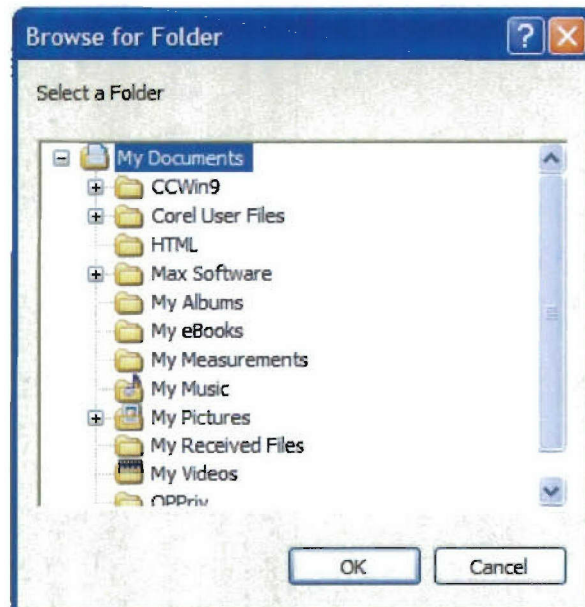 Browse for Folder
Select a Folder
My Documents
CCWin9
Corel User Files
HTML
Max Software
My Albums
My eBooks
My Measurements
My Music
My Pictures
My Received Files
My Videos
OPPriv
OK
Cancel